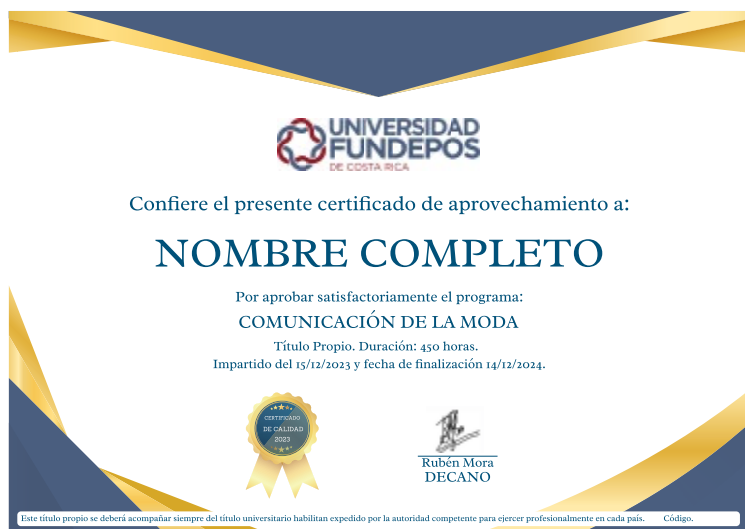 UNIVERSIDAD
FUNDEPOS
DE COSTA RICA
Confiere el presente certificado de aprovechamiento a:
NOMBRE COMPLETO
Por aprobar satisfactoriamente el programa:
COMUNICACIÓN DE LA MODA
Título Propio. Duración: 450 horas.
Impartido del 15/12/2023 y fecha de finalización 14/12/2024.
CERTIFICADO
DE CALIDAD
2023
Rubén Mora
DECANO
Este título propio se deberá acompañar siempre del título universitario habilitan expedido por la autoridad competente para ejercer profesionalmente en cada país. Código.